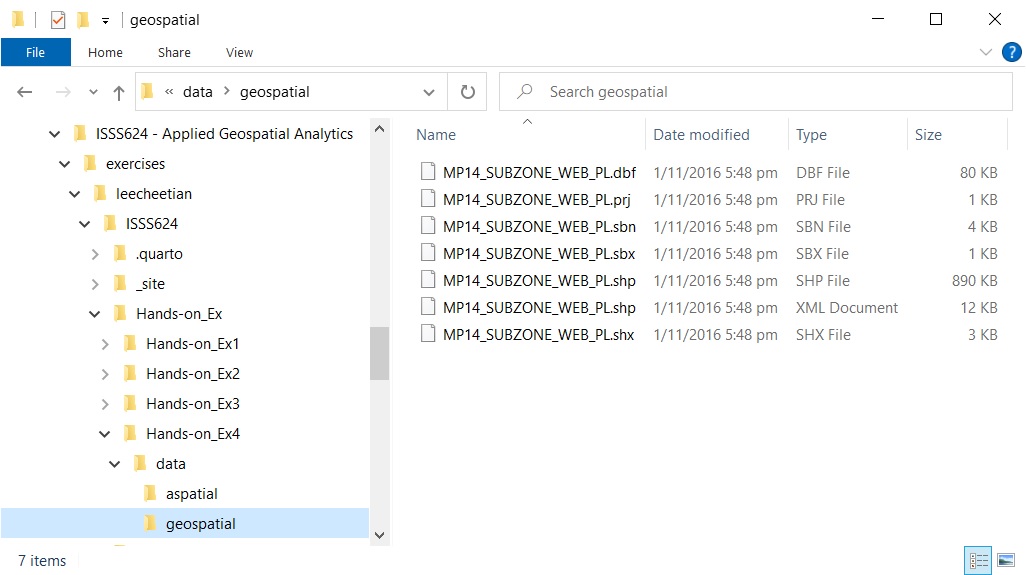 geospatial
File Home Share View
?
« data > geospatial
Search geospatial
ISSS624 - Applied Geospatial Analytics
exercises
leecheetian
ISSS624
.quarto
_site
Hands-on_Ex
Hands-on_Ex1
Hands-on_Ex2
Hands-on_Ex3
Hands-on_Ex4
data
aspatial
geospatial
Name Date modified Type Size
MP14_SUBZONE_WEB_PL.dbf 1/11/2016 5:48 pm DBF File 80 KB
MP14_SUBZONE_WEB_PL.prj 1/11/2016 5:48 pm PRJ File 1 KB
MP14_SUBZONE_WEB_PL.sbn 1/11/2016 5:48 pm SBN File 4 KB
MP14_SUBZONE_WEB_PL.sbx 1/11/2016 5:48 pm SBX File 1 KB
MP14_SUBZONE_WEB_PL.shp 1/11/2016 5:48 pm SHP File 890 KB
MP14_SUBZONE_WEB_PL.shp 1/11/2016 5:48 pm XML Document 12 KB
MP14_SUBZONE_WEB_PL.shx 1/11/2016 5:48 pm SHX File 3 KB
7 items